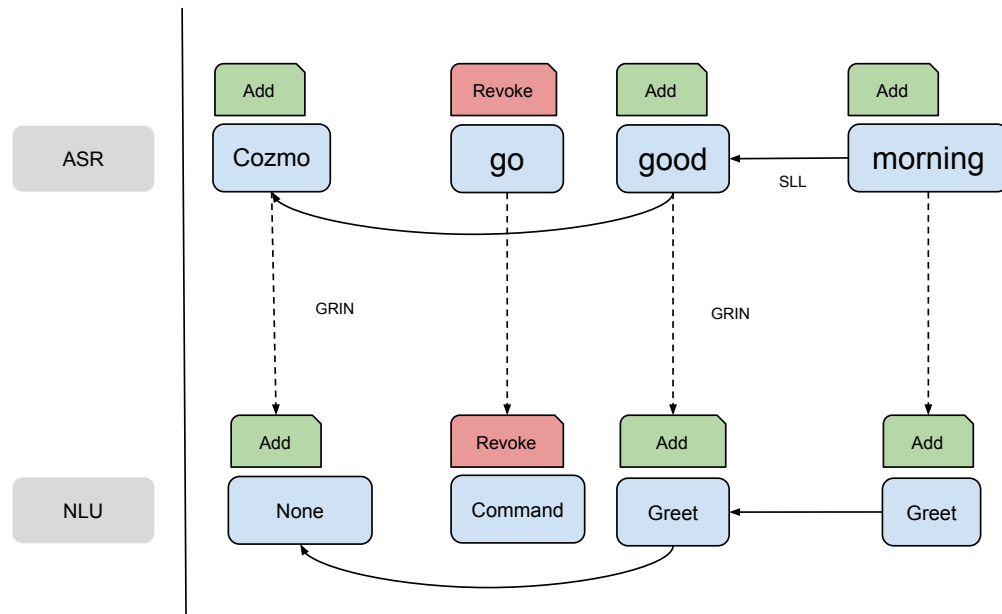 Add
Revoke
Add
Add
ASR
Cozmo
go
good
morning
SLL
GRIN
GRIN
Add
Revoke
Add
Add
NLU
None
Command
Greet
Greet